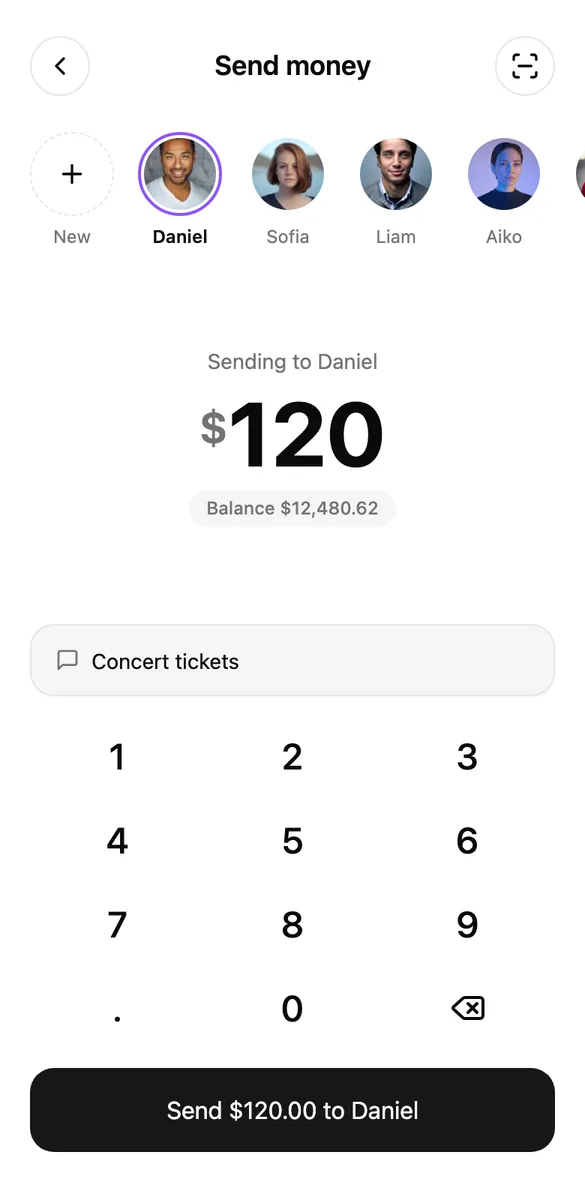 Send money
New
Daniel
Sofia
Liam
Aiko
Sending to Daniel
$120
Balance $12,480.62
Concert tickets
1 2 3
4 5 6
7 8 9
. 0
Send $120.00 to Daniel